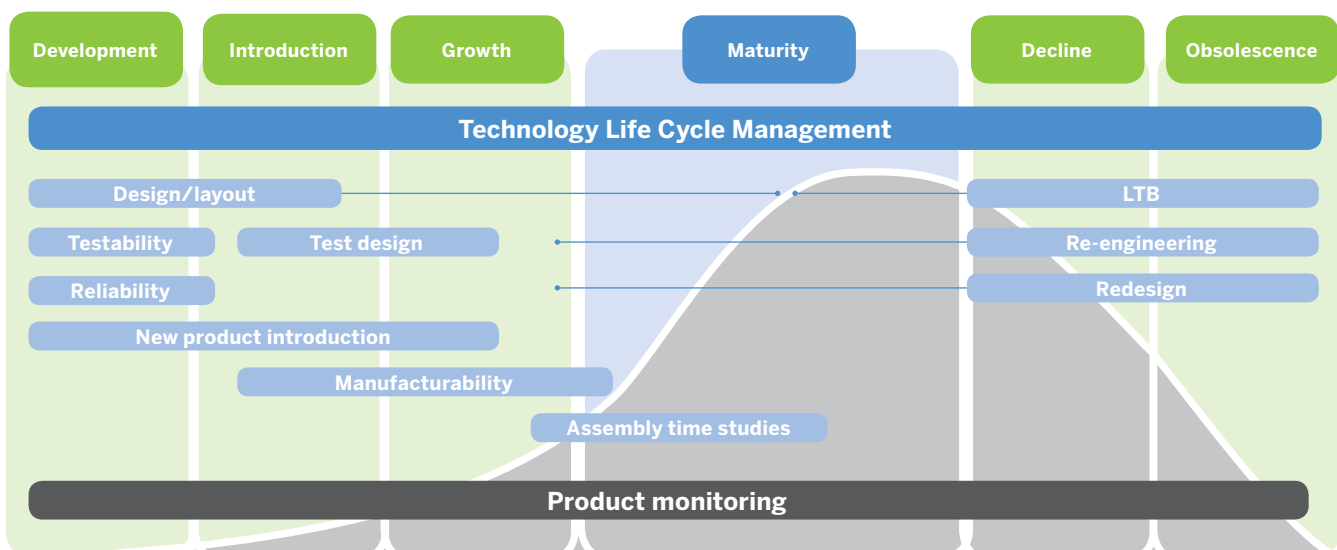 Development
Introduction
Growth
Maturity
Decline
Obsolescence
Technology Life Cycle Management
Design/layout
LTB
Testability
Test design
Re-engineering
Reliability
Redesign
New product introduction
Manufacturability
Assembly time studies
Product monitoring